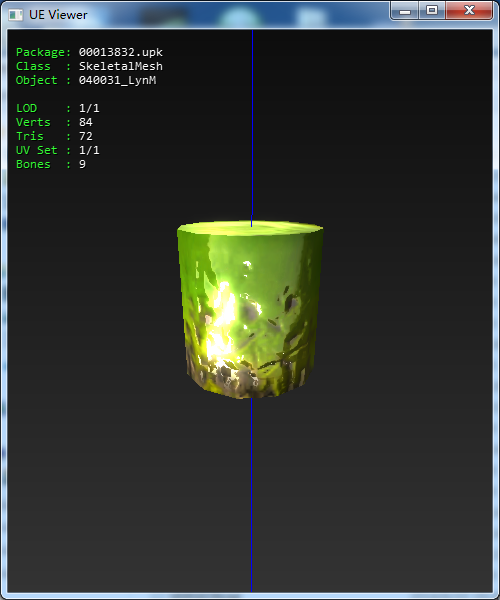 UE Viewer
Package: 00013832.upk
Class : SkeletalMesh
Object : 040031_LynM
LOD : 1/1
Verts : 84
Tris : 72
UV Set : 1/1
Bones : 9